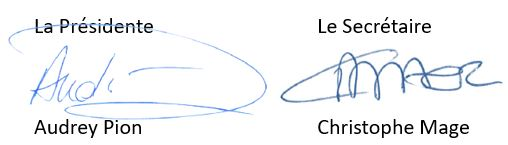 La Présidente Le Secrétaire
Audrey Pion Christophe Mage